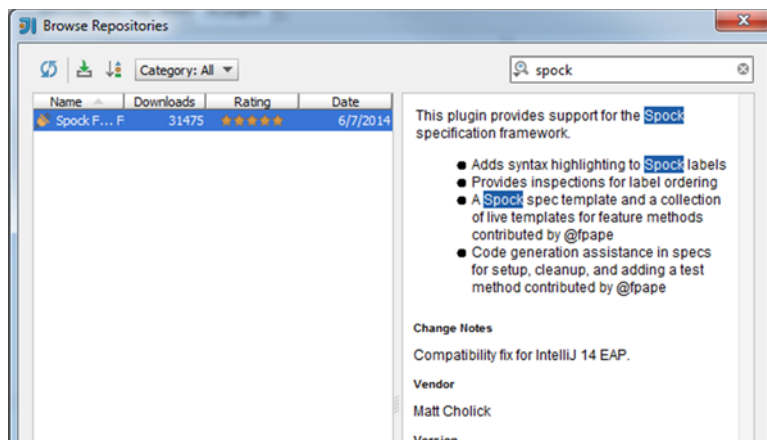 Browse Repositories
Category: All
spock
Name Downloads Rating Date
Spock F... F 31475 6/7/2014
This plugin provides support for the Spock
specification framework.
● Adds syntax highlighting to Spock labels
● Provides inspections for label ordering
● A Spock spec template and a collection
of live templates for feature methods
contributed by @fpape
● Code generation assistance in specs
for setup, cleanup, and adding a test
method contributed by @fpape
Change Notes
Compatibility fix for IntelliJ 14 EAP.
Vendor
Matt Cholick
Version